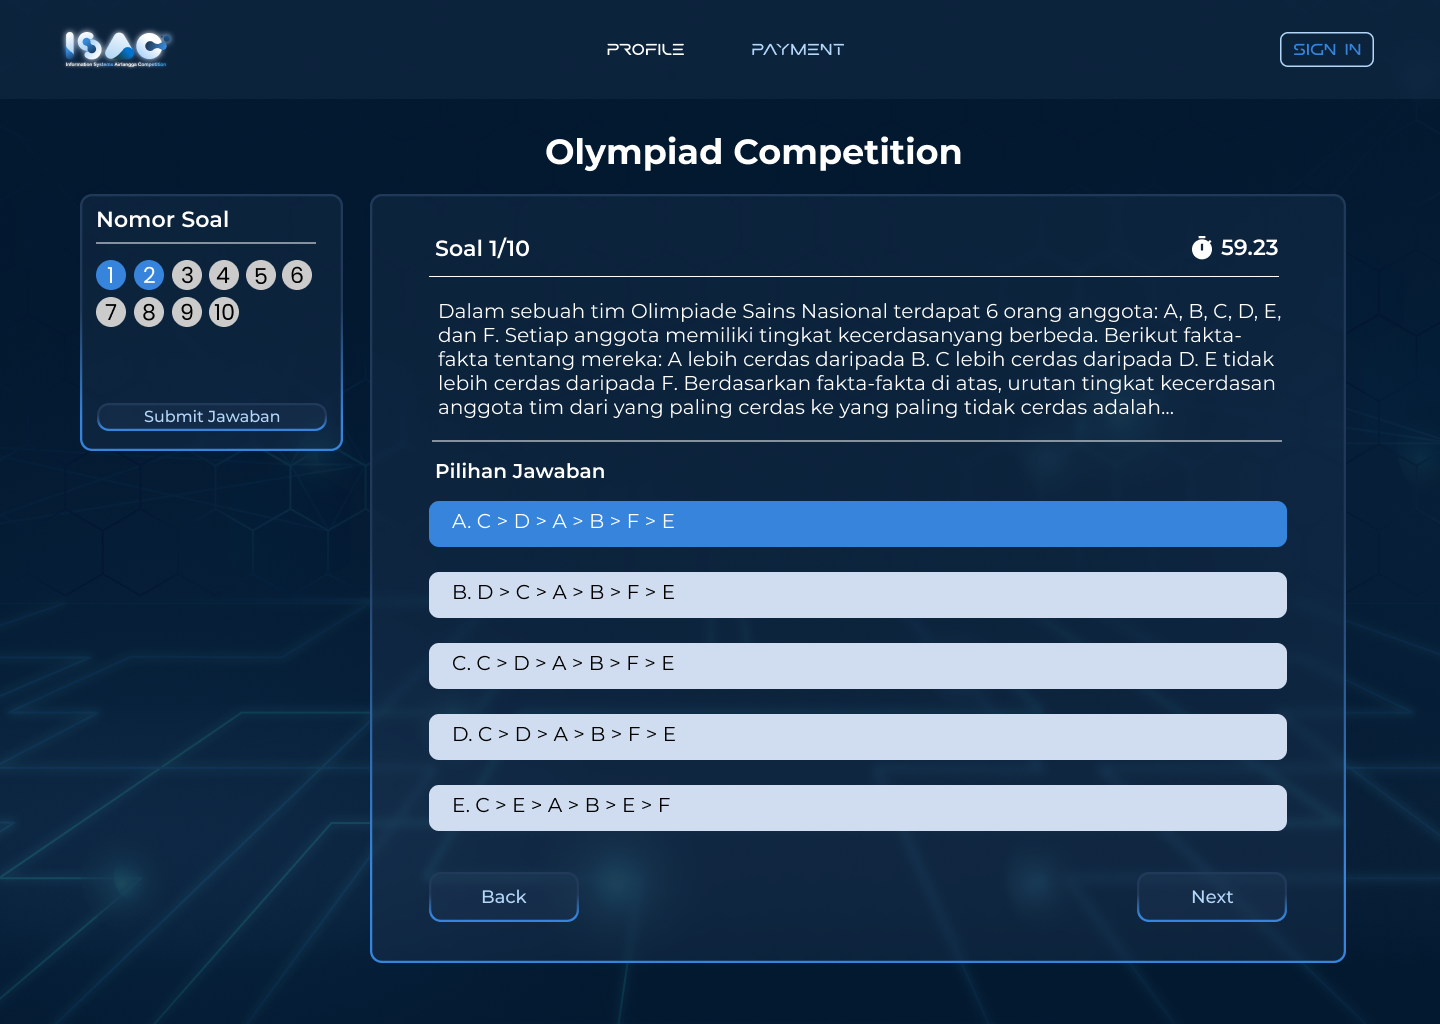 ISAC
Information Systems Airlangga Competition
PROFILE
PAYMENT
SIGN IN
Olympiad Competition
Nomor Soal
1 2 3 4 5 6
7 8 9 10
Submit Jawaban
Soal 1/10
59.23
Dalam sebuah tim Olimpiade Sains Nasional terdapat 6 orang anggota: A, B, C, D, E,
dan F. Setiap anggota memiliki tingkat kecerdasanyang berbeda. Berikut fakta-
fakta tentang mereka: A lebih cerdas daripada B. C lebih cerdas daripada D. E tidak
lebih cerdas daripada F. Berdasarkan fakta-fakta di atas, urutan tingkat kecerdasan
anggota tim dari yang paling cerdas ke yang paling tidak cerdas adalah...
Pilihan Jawaban
A. C > D > A > B > F > E
B. D > C > A > B > F > E
C. C > D > A > B > F > E
D. C > D > A > B > F > E
E. C > E > A > B > E > F
Back
Next